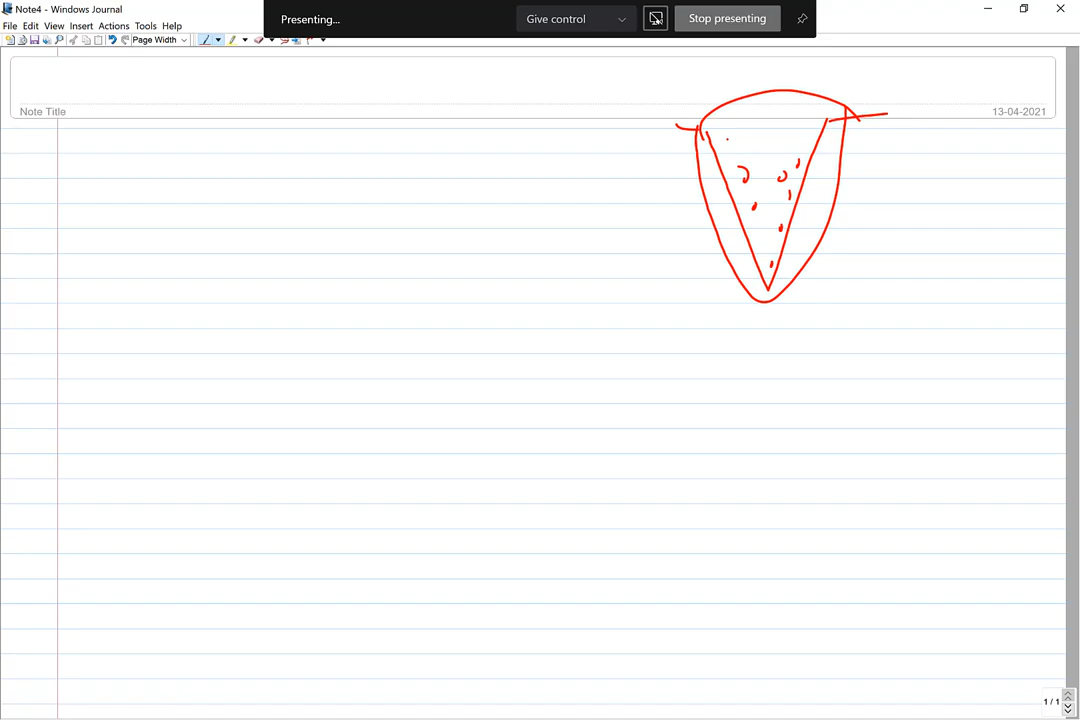 Note4 - Windows Journal
Presenting...
Give control
Stop presenting
File Edit View Insert Actions Tools Help
Page Width
Note Title
13-04-2021
1 / 1